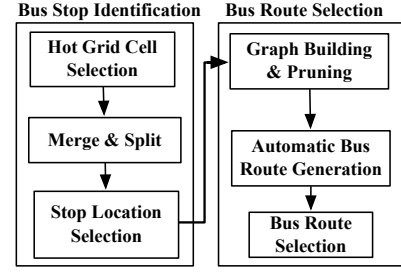 Bus Stop Identification
Hot Grid Cell
Selection
Merge & Split
Stop Location
Selection
Bus Route Selection
Graph Building
& Pruning
Automatic Bus
Route Generation
Bus Route
Selection